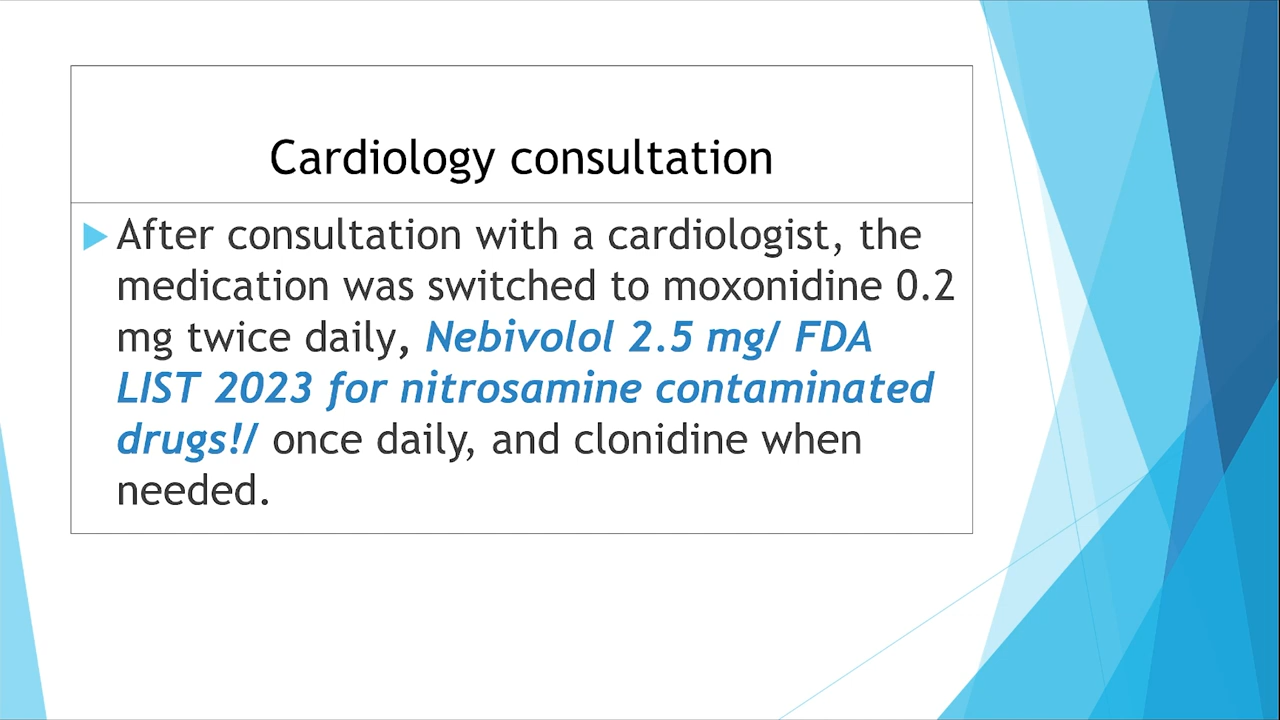 Cardiology consultation
After consultation with a cardiologist, the
medication was switched to moxonidine 0.2
mg twice daily, Nebivolol 2.5 mg/ FDA
LIST 2023 for nitrosamine contaminated
drugs!/ once daily, and clonidine when
needed.